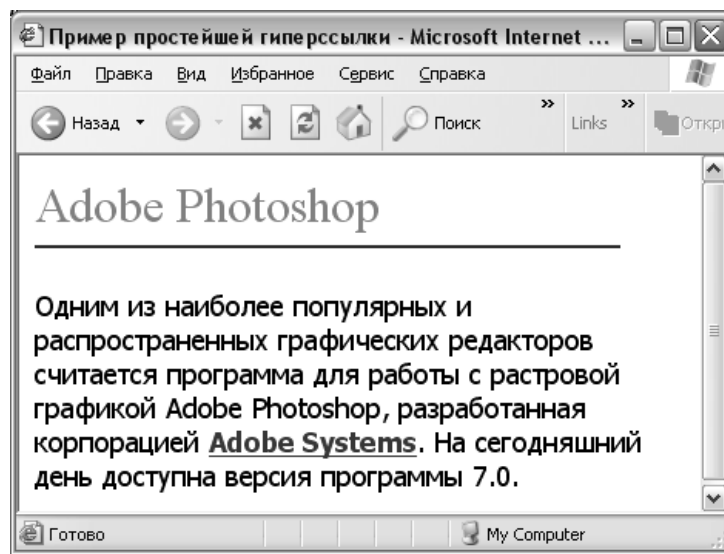 Пример простейшей гиперссылки - Microsoft Internet ...
Файл Правка Вид Избранное Сервис Справка
Назад Поиск » Links » Откры
Adobe Photoshop
Одним из наиболее популярных и
распространенных графических редакторов
считается программа для работы с растровой
графикой Adobe Photoshop, разработанная
корпорацией Adobe Systems. На сегодняшний
день доступна версия программы 7.0.
Готово My Computer